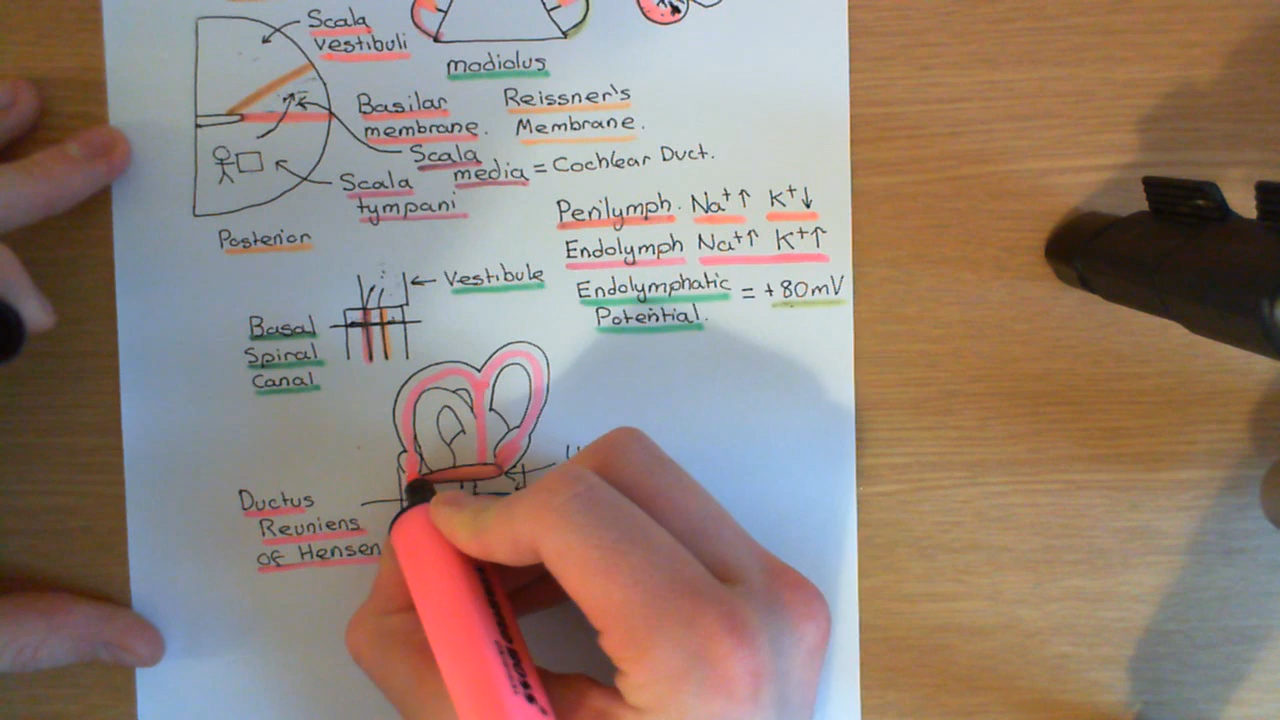 Scala
vestibuli
modiolus
Basilar
membrane.
Reissner's
Membrane.
Scala
media = Cochlear Duct.
Scala
tympani
Posterior
Perilymph. Na⁺↑ K⁺↓
Endolymph Na⁺↑ K⁺↑
Endolymphatic = +80mV
Potential.
Vestibule
Basal
Spiral
Canal
Ductus
Reuniens
of Hensen